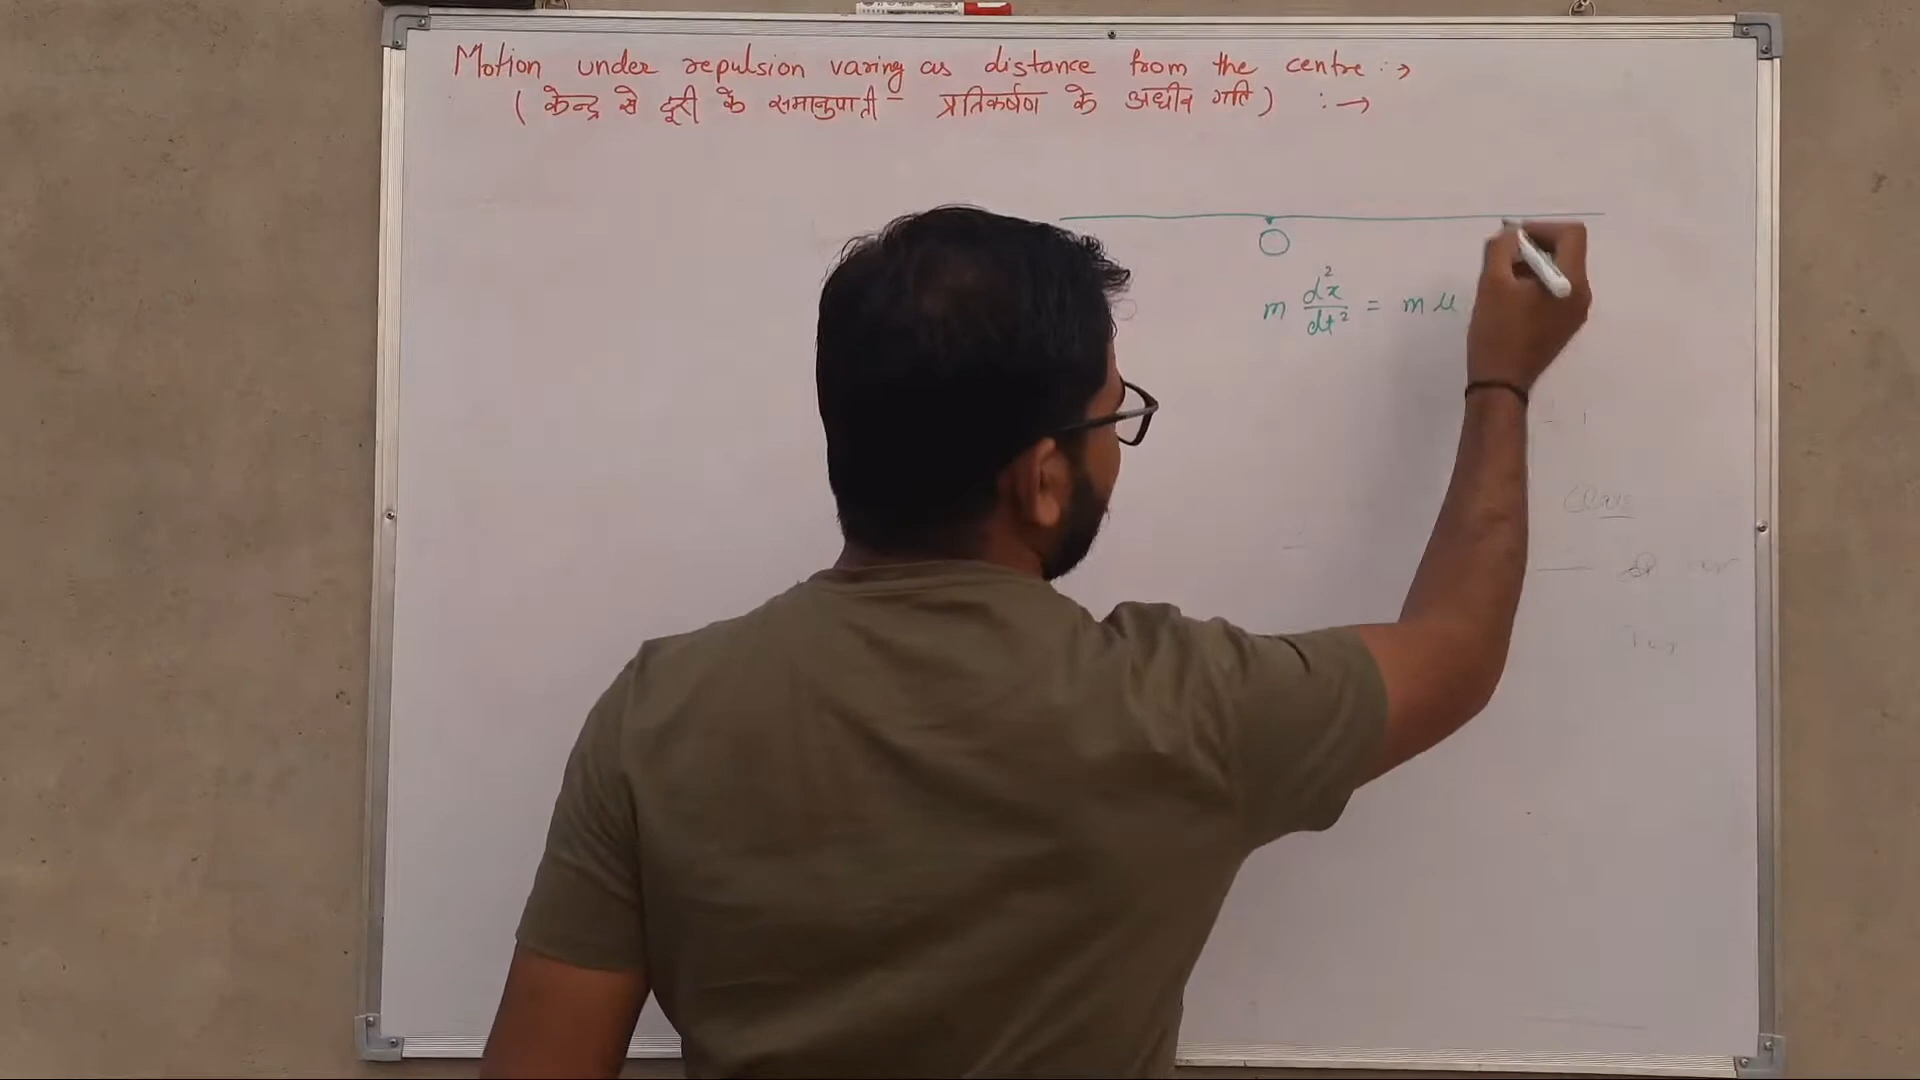 Motion under repulsion varing as distance from the centre :→
( केन्द्र से दूरी के समानुपाती - प्रतिकर्षण के अधीन गति ) :→
O
m d²x/dt² = m μ